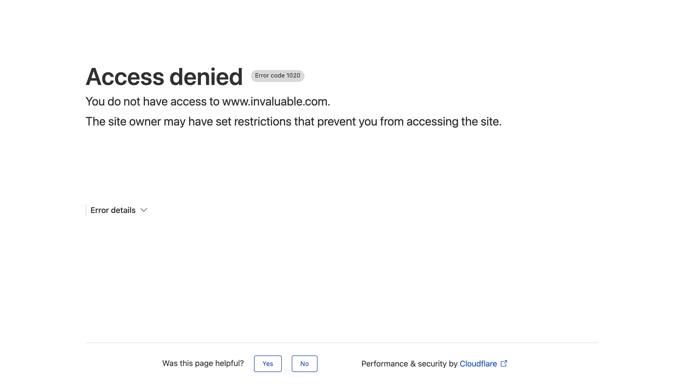 Access denied Error code 1020
You do not have access to www.invaluable.com.
The site owner may have set restrictions that prevent you from accessing the site.
Error details
Was this page helpful? Yes No Performance & security by Cloudflare